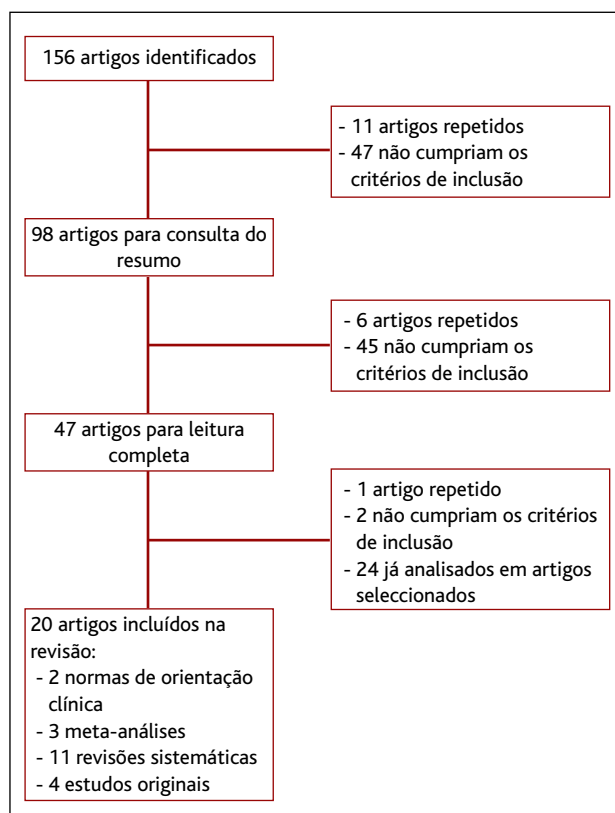 156 artigos identificados
- 11 artigos repetidos
- 47 não cumpriam os
critérios de inclusão
98 artigos para consulta do
resumo
- 6 artigos repetidos
- 45 não cumpriam os
critérios de inclusão
47 artigos para leitura
completa
- 1 artigo repetido
- 2 não cumpriam os critérios
de inclusão
- 24 já analisados em artigos
seleccionados
20 artigos incluídos na
revisão:
- 2 normas de orientação
clínica
- 3 meta-análises
- 11 revisões sistemáticas
- 4 estudos originais